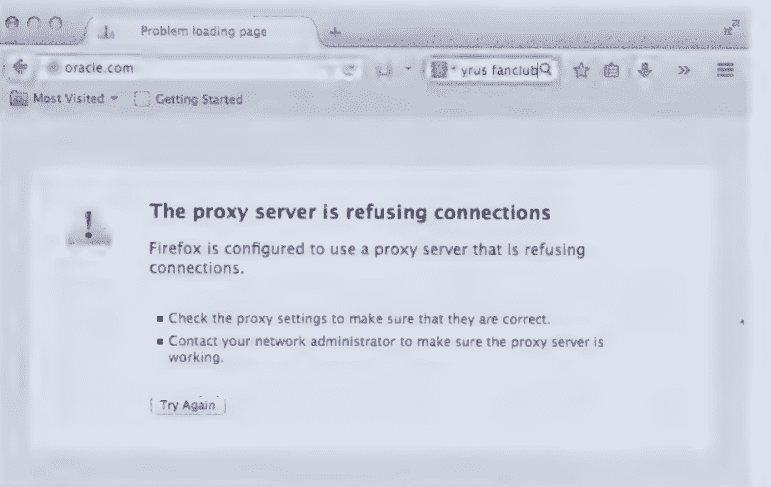 Problem loading page
oracle.com
yrus fanclub
Most Visited
Getting Started
The proxy server is refusing connections
Firefox is configured to use a proxy server that is refusing
connections.
Check the proxy settings to make sure that they are correct.
Contact your network administrator to make sure the proxy server is
working.
Try Again